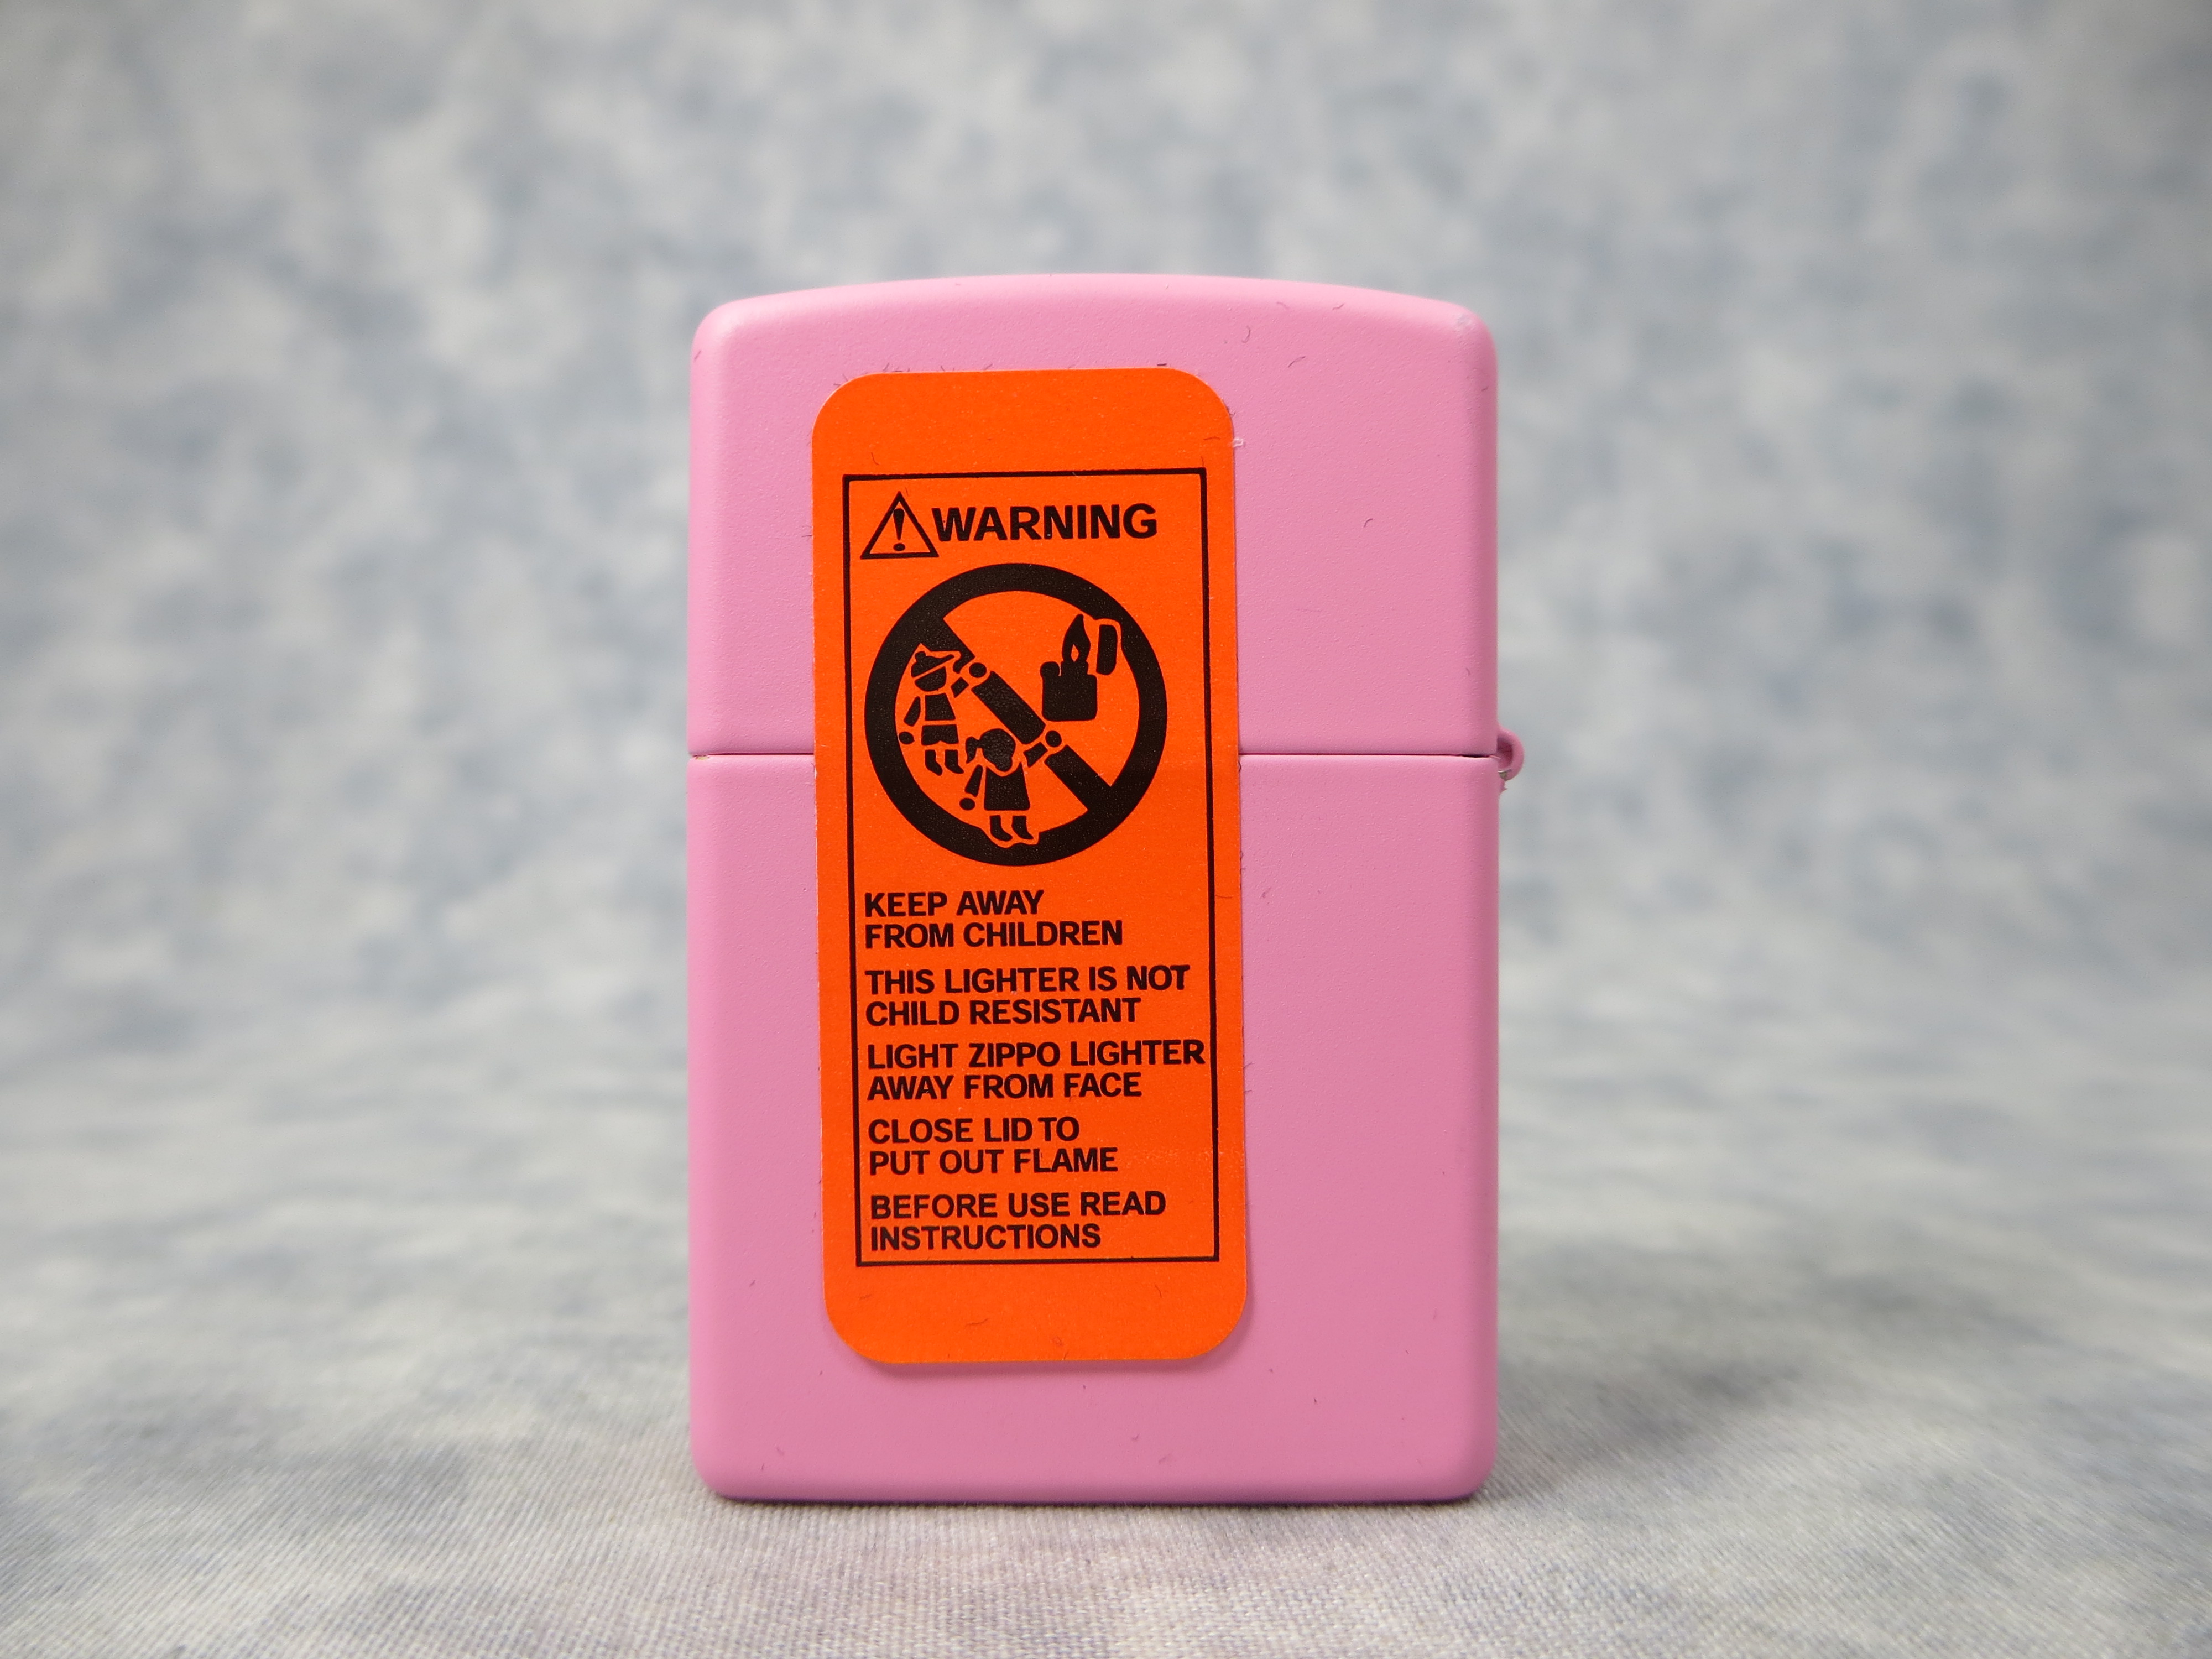 WARNING
KEEP AWAY
FROM CHILDREN
THIS LIGHTER IS NOT
CHILD RESISTANT
LIGHT ZIPPO LIGHTER
AWAY FROM FACE
CLOSE LID TO
PUT OUT FLAME
BEFORE USE READ
INSTRUCTIONS